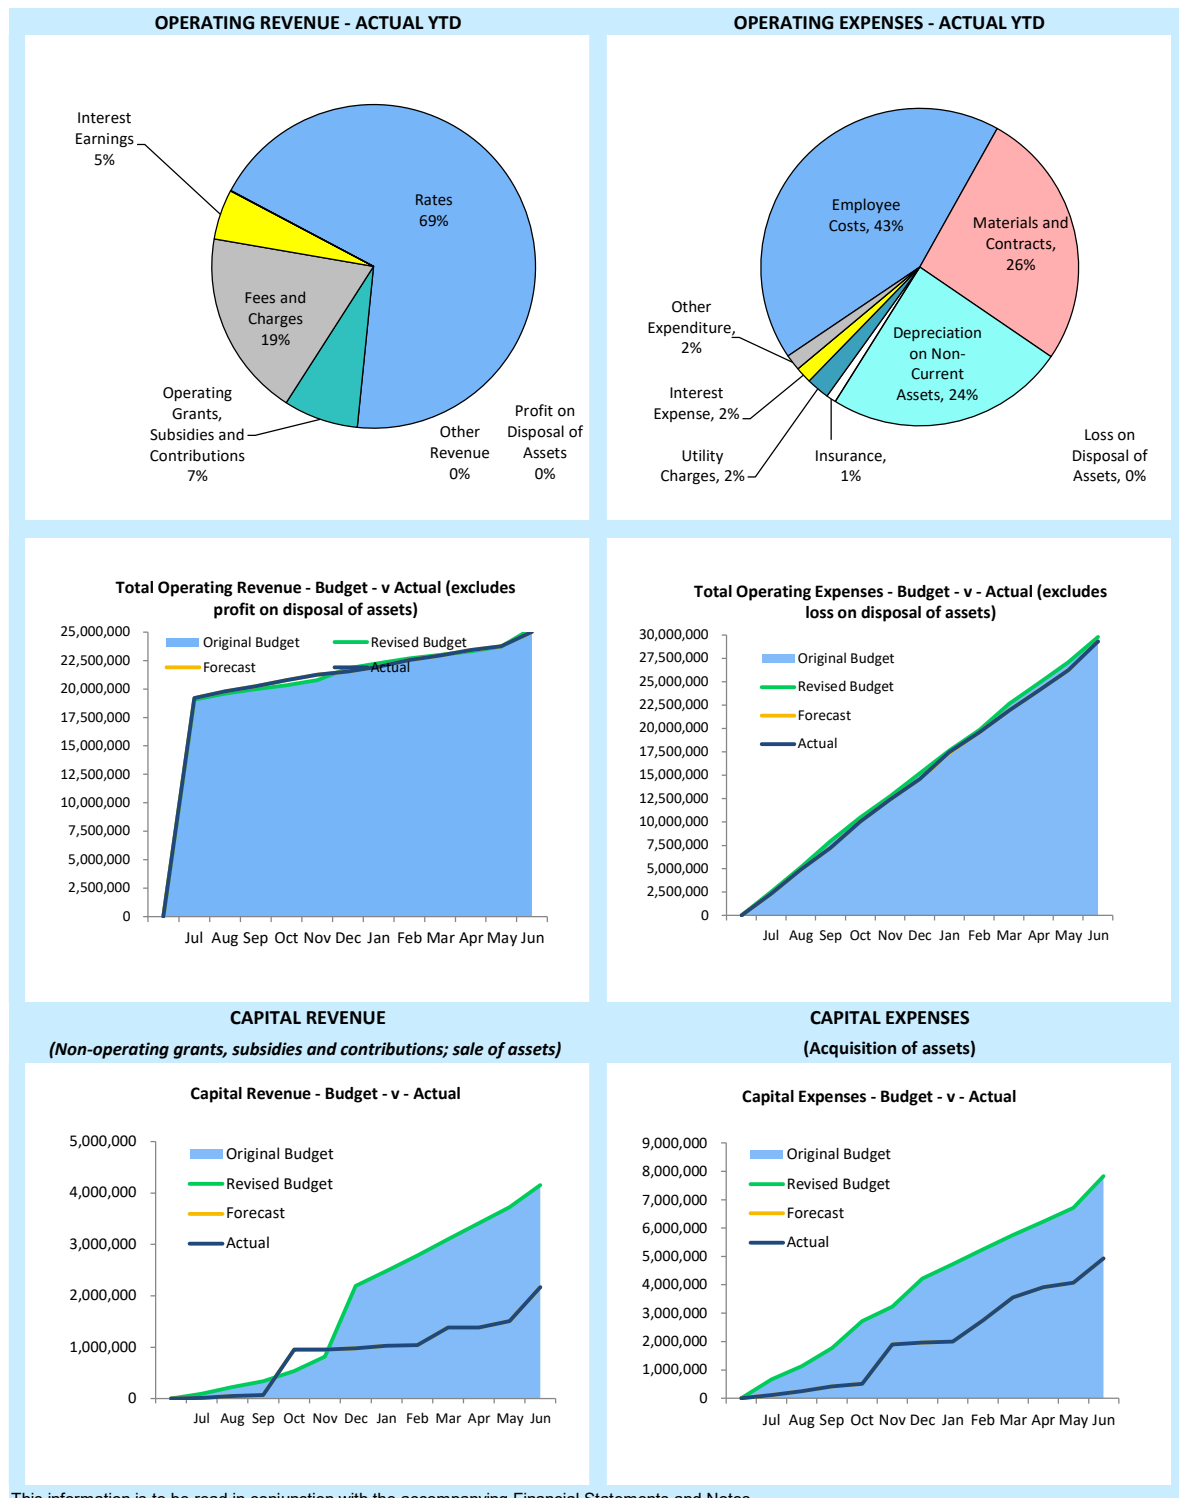 OPERATING REVENUE - ACTUAL YTD
Interest
Earnings
5%
Rates
69%
Fees and
Charges
19%
Operating
Grants,
Subsidies and
Contributions
7%
Other
Revenue
0%
Profit on
Disposal of
Assets
0%
OPERATING EXPENSES - ACTUAL YTD
Employee
Costs, 43%
Materials and
Contracts,
26%
Other
Expenditure,
2%
Depreciation
on Non-
Current
Assets, 24%
Interest
Expense, 2%
Utility
Charges, 2%
Insurance,
1%
Loss on
Disposal of
Assets, 0%
Total Operating Revenue - Budget - v Actual (excludes
profit on disposal of assets)
Original Budget
Revised Budget
Forecast
Actual
25,000,000
22,500,000
20,000,000
17,500,000
15,000,000
12,500,000
10,000,000
7,500,000
5,000,000
2,500,000
0
Jul Aug Sep Oct Nov Dec Jan Feb Mar Apr May Jun
Total Operating Expenses - Budget - v - Actual (excludes
loss on disposal of assets)
Original Budget
Revised Budget
Forecast
Actual
30,000,000
27,500,000
25,000,000
22,500,000
20,000,000
17,500,000
15,000,000
12,500,000
10,000,000
7,500,000
5,000,000
2,500,000
0
Jul Aug Sep Oct Nov Dec Jan Feb Mar Apr May Jun
CAPITAL REVENUE
(Non-operating grants, subsidies and contributions; sale of assets)
Capital Revenue - Budget - v - Actual
Original Budget
Revised Budget
Forecast
Actual
5,000,000
4,000,000
3,000,000
2,000,000
1,000,000
0
Jul Aug Sep Oct Nov Dec Jan Feb Mar Apr May Jun
CAPITAL EXPENSES
(Acquisition of assets)
Capital Expenses - Budget - v - Actual
Original Budget
Revised Budget
Forecast
Actual
9,000,000
8,000,000
7,000,000
6,000,000
5,000,000
4,000,000
3,000,000
2,000,000
1,000,000
0
Jul Aug Sep Oct Nov Dec Jan Feb Mar Apr May Jun
This information is to be read in conjunction with the accompanying Financial Statements and Notes.